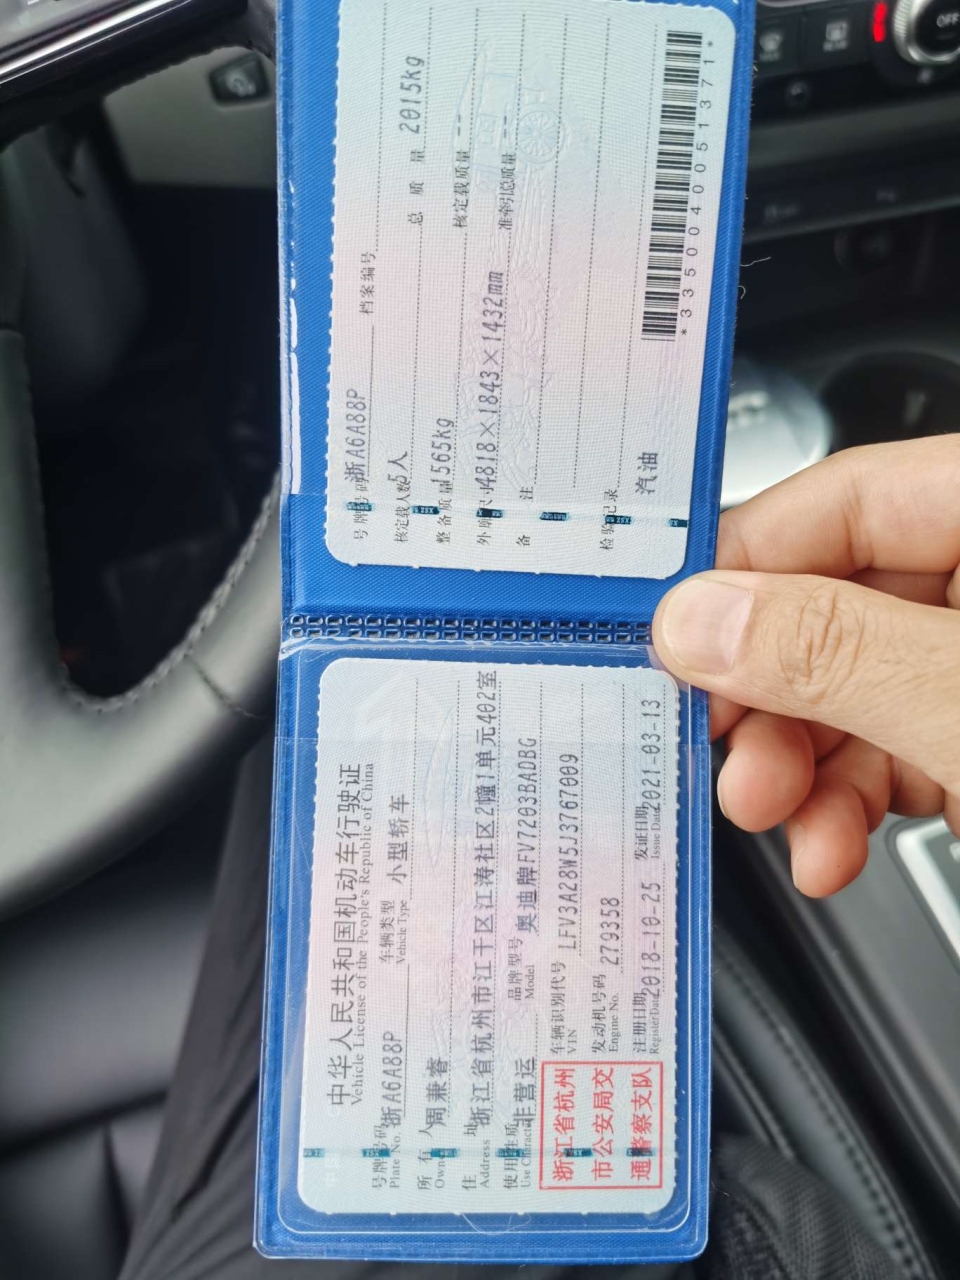 中华人民共和国机动车行驶证
Vehicle License of the People's Republic of China
号牌号码 浙A6A88P 车辆类型 小型轿车
Plate No. Vehicle Type
所有人 周兼睿
Owner
住址 浙江省杭州市江干区江涛社区2幢1单元402室
Address
使用性质 非营运 品牌型号 奥迪牌FV7203BADBG
Use Character Model
浙江省杭州
市公安局交
通警察支队
车辆识别代号 LFV3A28W5J3767009
VIN
发动机号码 279358
Engine No.
注册日期 2018-10-25 发证日期 2021-03-13
Register Date Issue Date
号牌号码 浙A6A88P 档案编号
核定载人数 5人 总质量 2015kg
整备质量 1565kg 核定载质量 --
外廓尺寸 4818×1843×1432mm 准牵引总质量 --
备注
检验记录
汽油
*3350040051371*